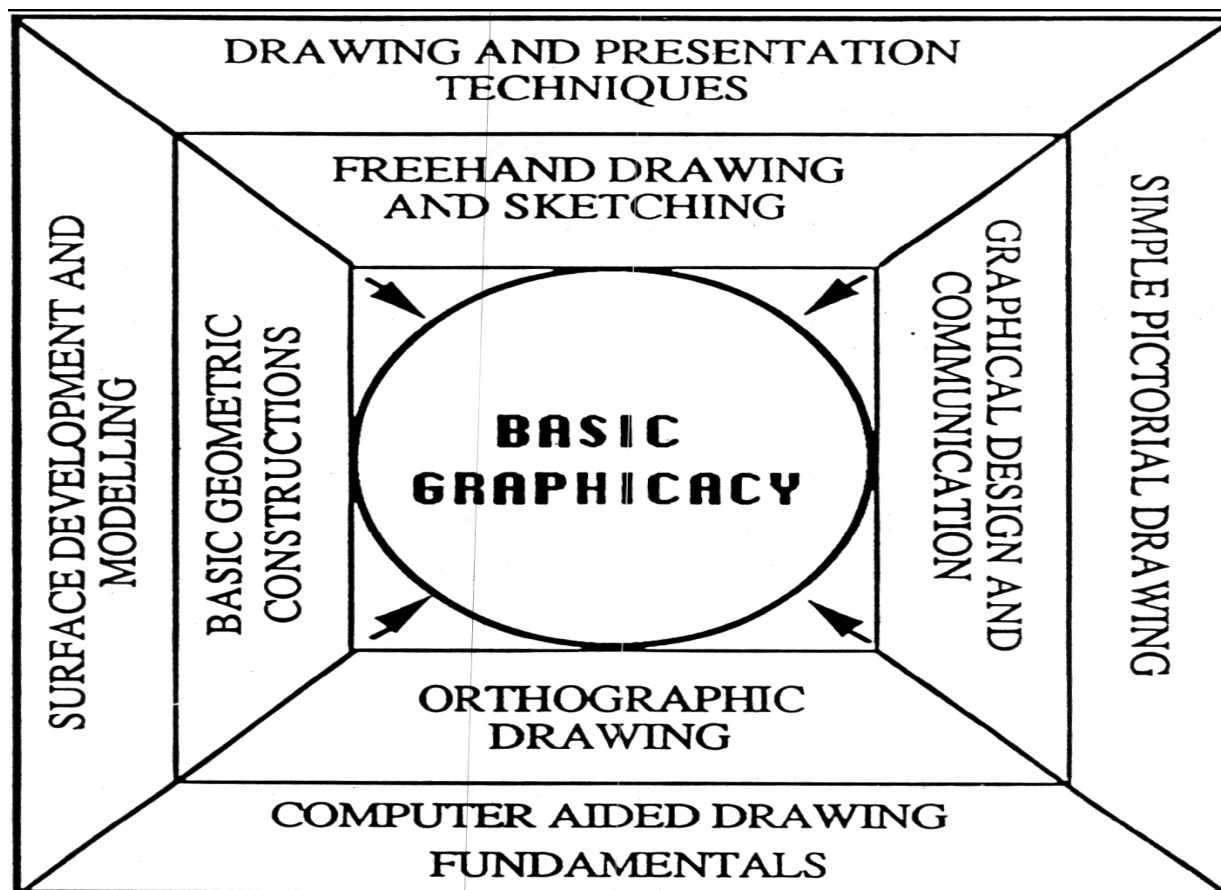 DRAWING AND PRESENTATION
TECHNIQUES
FREEHAND DRAWING
AND SKETCHING
SURFACE DEVELOPMENT AND
MODELLING
BASIC GEOMETRIC
CONSTRUCTIONS
BASIC
GRAPHICACY
GRAPHICAL DESIGN AND
COMMUNICATION
SIMPLE PICTORIAL DRAWING
ORTHOGRAPHIC
DRAWING
COMPUTER AIDED DRAWING
FUNDAMENTALS